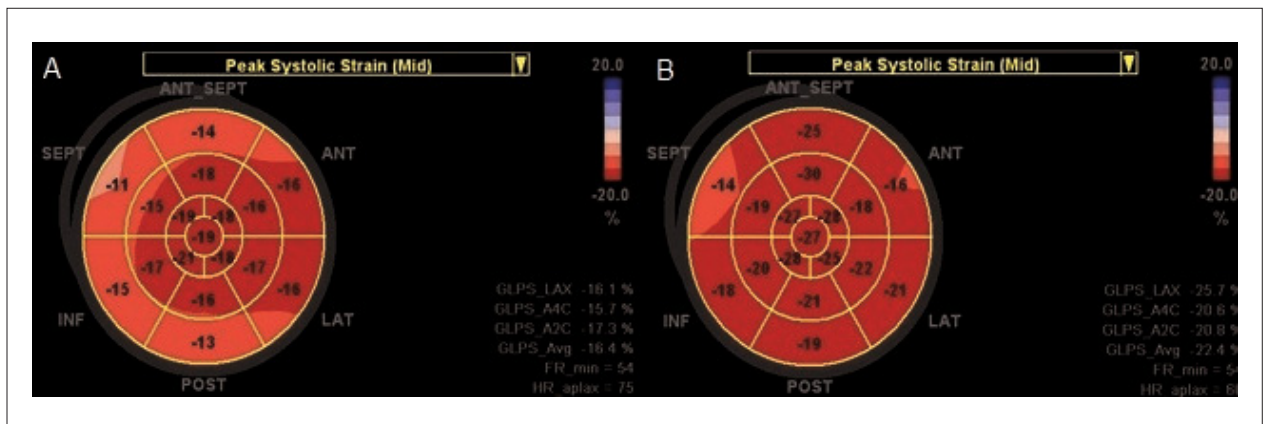 A
Peak Systolic Strain (Mid)
20.0
ANT_SEPT
SEPT
ANT
-14
-11
-16
-18
-15
-16
-19
-18
-19
-21
-18
-17
-17
-15
-16
-16
-13
INF
LAT
POST
-20.0
%
GLPS_LAX -16.1 %
GLPS_A4C -15.7 %
GLPS_A2C -17.3 %
GLPS_Avg -16.4 %
FR_min = 54
HR_aplax = 75
B
Peak Systolic Strain (Mid)
20.0
ANT_SEPT
SEPT
ANT
-25
-14
-16
-30
-19
-18
-28
-27
-28
-25
-20
-22
-18
-21
-21
-19
INF
LAT
POST
-20.0
%
GLPS_LAX -25.7 %
GLPS_A4C -20.6 %
GLPS_A2C -20.8 %
GLPS_Avg -22.4 %
FR_min = 54
HR_aplax =